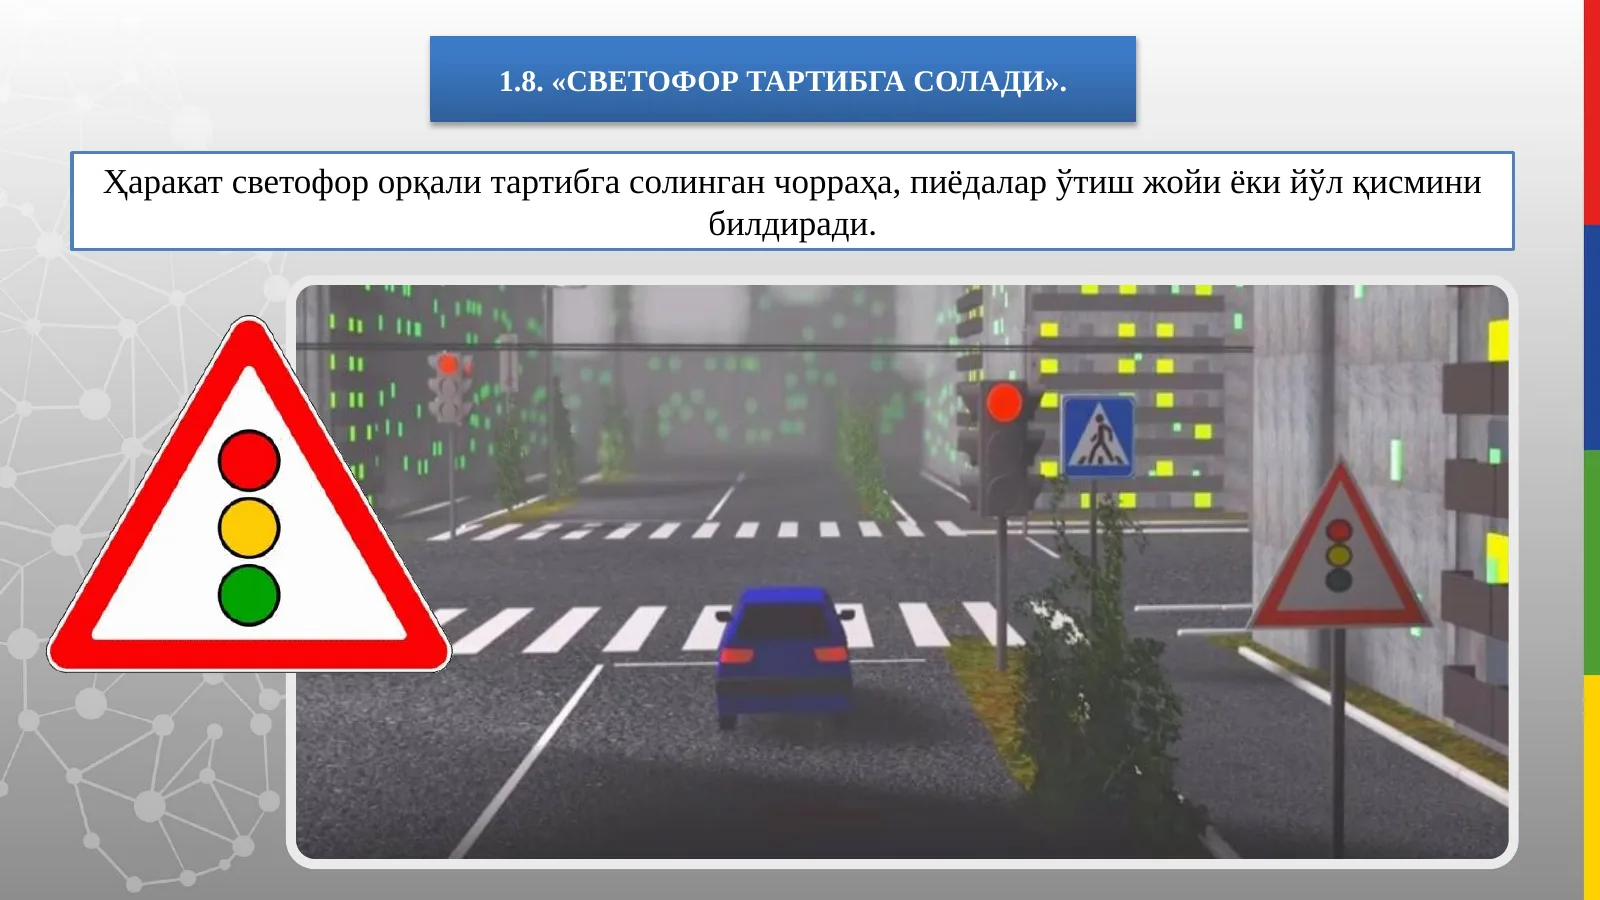 1.8. «СВЕТОФОР ТАРТИБГА СОЛАДИ».
Ҳаракат светофор орқали тартибга солинган чорраҳа, пиёдалар ўтиш жойи ёки йўл қисмини
билдиради.